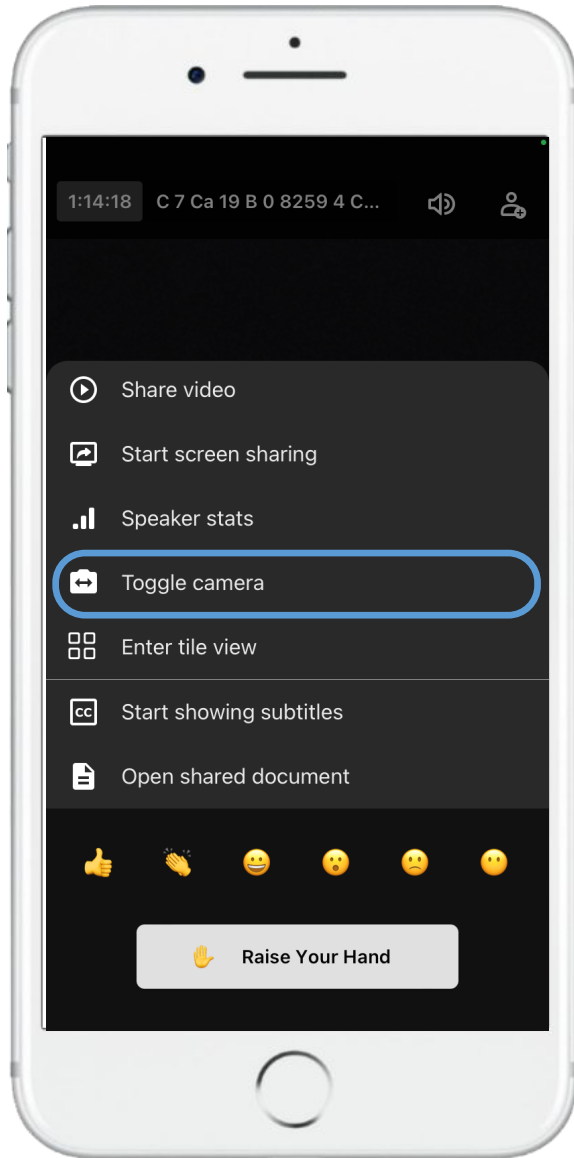 1:14:18 C 7 Ca 19 B 0 8259 4 C...
Share video
Start screen sharing
Speaker stats
Toggle camera
Enter tile view
CC Start showing subtitles
Open shared document
Raise Your Hand